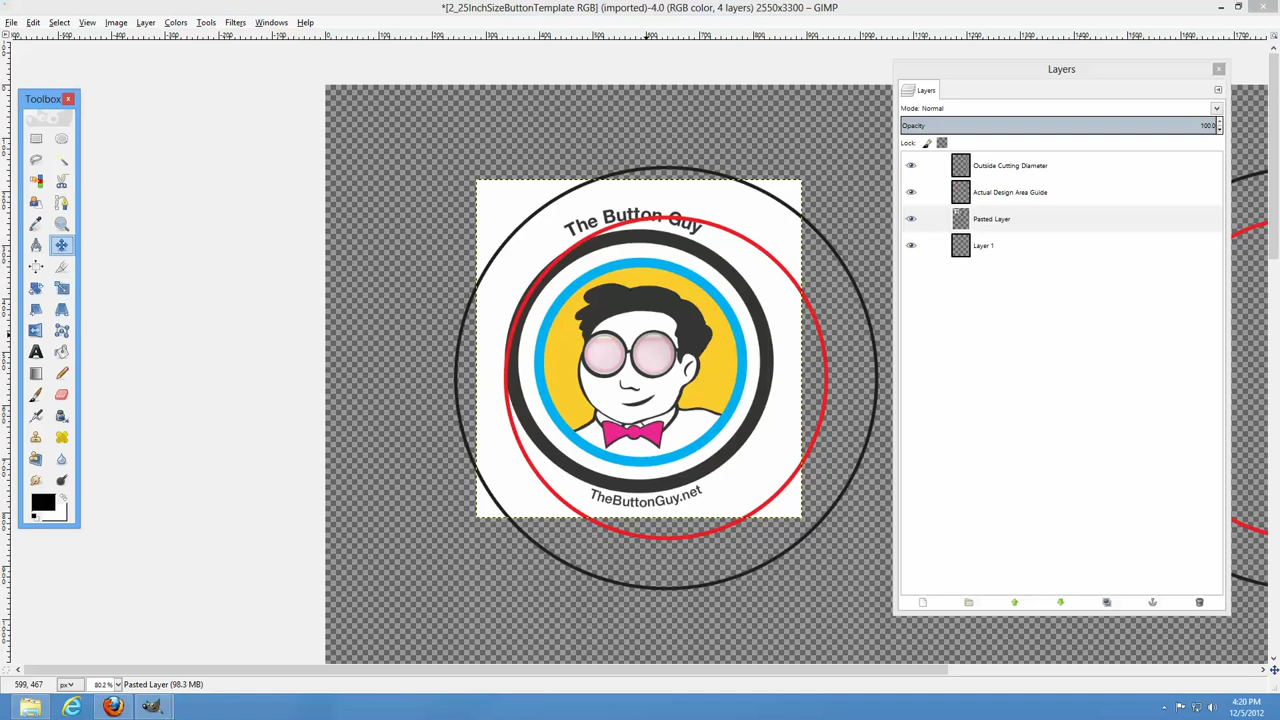 *[2_25InchSizeButtonTemplate RGB] (imported)-4.0 (RGB color, 4 layers) 2550x3300 – GIMP
File Edit Select View Image Layer Colors Tools Filters Windows Help
Toolbox
The Button Guy
TheButtonGuy.net
Layers
Layers
Mode: Normal
Opacity 100.0
Lock:
Outside Cutting Diameter
Actual Design Area Guide
Pasted Layer
Layer 1
599, 467 px 80.2% Pasted Layer (98.3 MB)
4:20 PM
12/5/2012